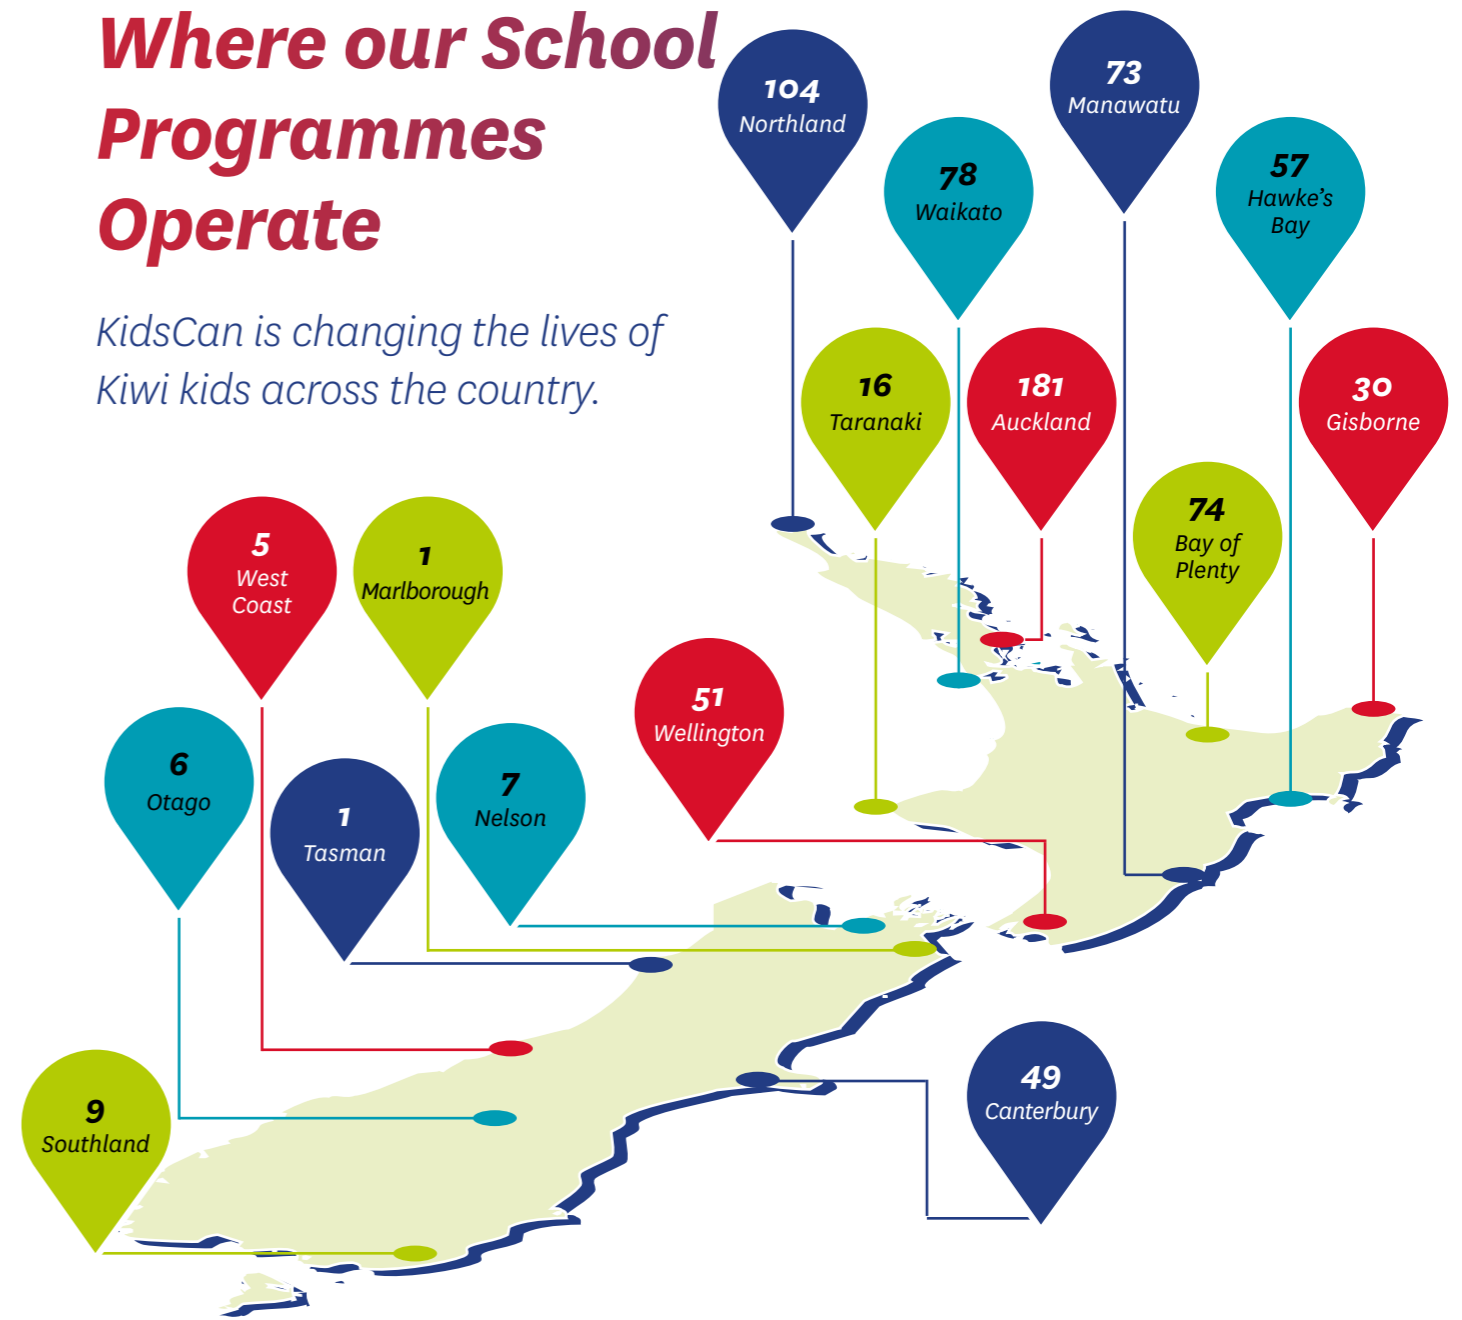 Where our School
Programmes
Operate
KidsCan is changing the lives of
Kiwi kids across the country.
104
Northland
73
Manawatu
78
Waikato
57
Hawke’s
Bay
16
Taranaki
181
Auckland
30
Gisborne
74
Bay of
Plenty
5
West
Coast
1
Marlborough
51
Wellington
6
Otago
1
Tasman
7
Nelson
49
Canterbury
9
Southland